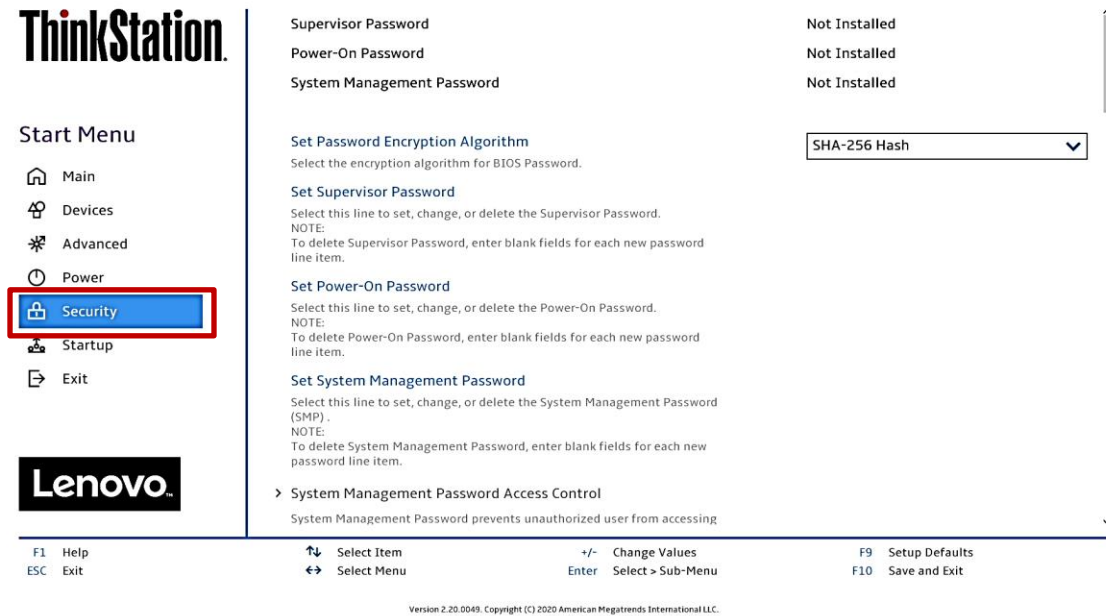 ThinkStation.
Start Menu
Main
Devices
Advanced
Power
Security
Startup
Exit
Lenovo™
Supervisor Password Not Installed
Power-On Password Not Installed
System Management Password Not Installed
Set Password Encryption Algorithm SHA-256 Hash
Select the encryption algorithm for BIOS Password.
Set Supervisor Password
Select this line to set, change, or delete the Supervisor Password.
NOTE:
To delete Supervisor Password, enter blank fields for each new password
line item.
Set Power-On Password
Select this line to set, change, or delete the Power-On Password.
NOTE:
To delete Power-On Password, enter blank fields for each new password
line item.
Set System Management Password
Select this line to set, change, or delete the System Management Password
(SMP) .
NOTE:
To delete System Management Password, enter blank fields for each new
password line item.
> System Management Password Access Control
System Management Password prevents unauthorized user from accessing
F1 Help ↑↓ Select Item +/- Change Values F9 Setup Defaults
ESC Exit ←→ Select Menu Enter Select > Sub-Menu F10 Save and Exit
Version 2.20.0049. Copyright (C) 2020 American Megatrends International LLC.